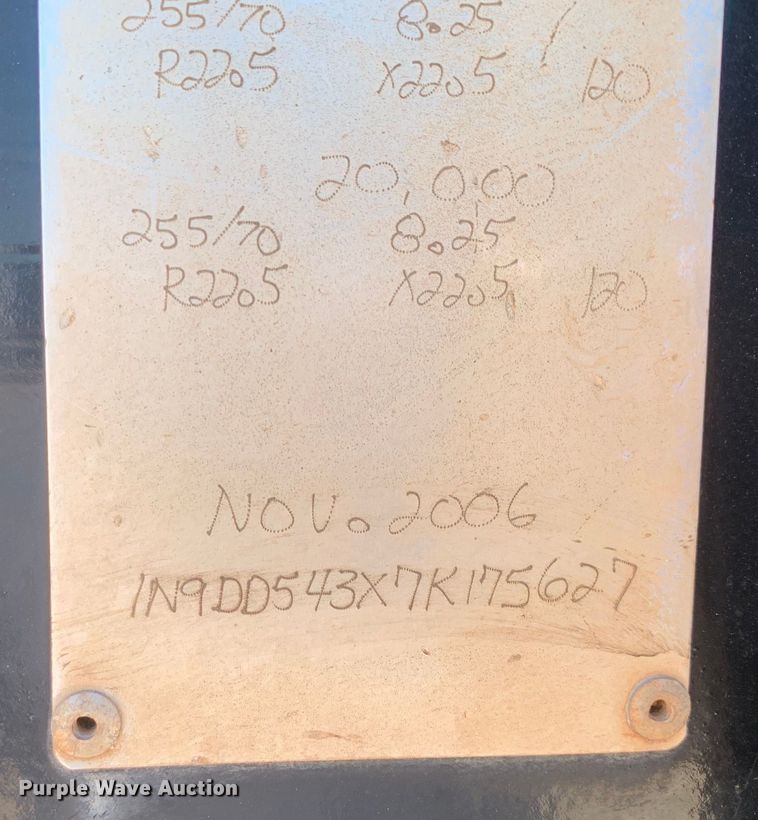 255/70 8.25
R22.5 X22.5 120
20,000
255/70 8.25
R22.5 X22.5 120
NOV. 2006
1N9DD543X7K175627
Purple Wave Auction